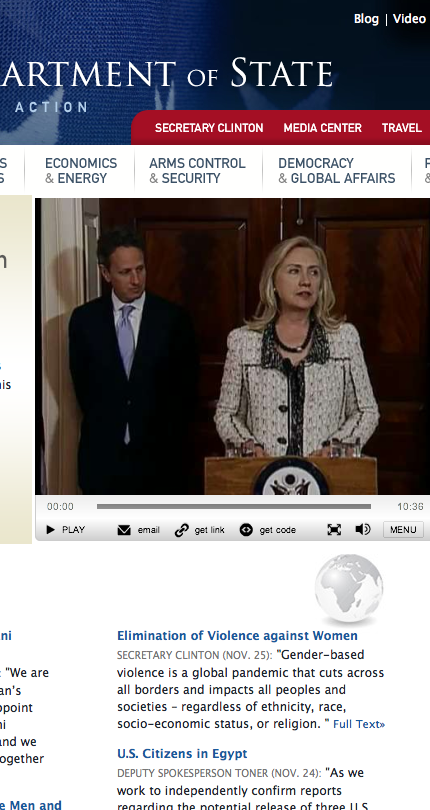 Blog | Video
ARTMENT OF STATE
ACTION
SECRETARY CLINTON MEDIA CENTER TRAVEL
ECONOMICS & ENERGY
ARMS CONTROL & SECURITY
DEMOCRACY & GLOBAL AFFAIRS
00:00 10:36
PLAY email get link get code MENU
ni
: "We are
an's
ppoint
ni
and we
ogether
e Men and
Elimination of Violence against Women
SECRETARY CLINTON (NOV. 25): "Gender-based
violence is a global pandemic that cuts across
all borders and impacts all peoples and
societies – regardless of ethnicity, race,
socio-economic status, or religion. " Full Text»
U.S. Citizens in Egypt
DEPUTY SPOKESPERSON TONER (NOV. 24): "As we
work to independently confirm reports
regarding the potential release of three U.S.